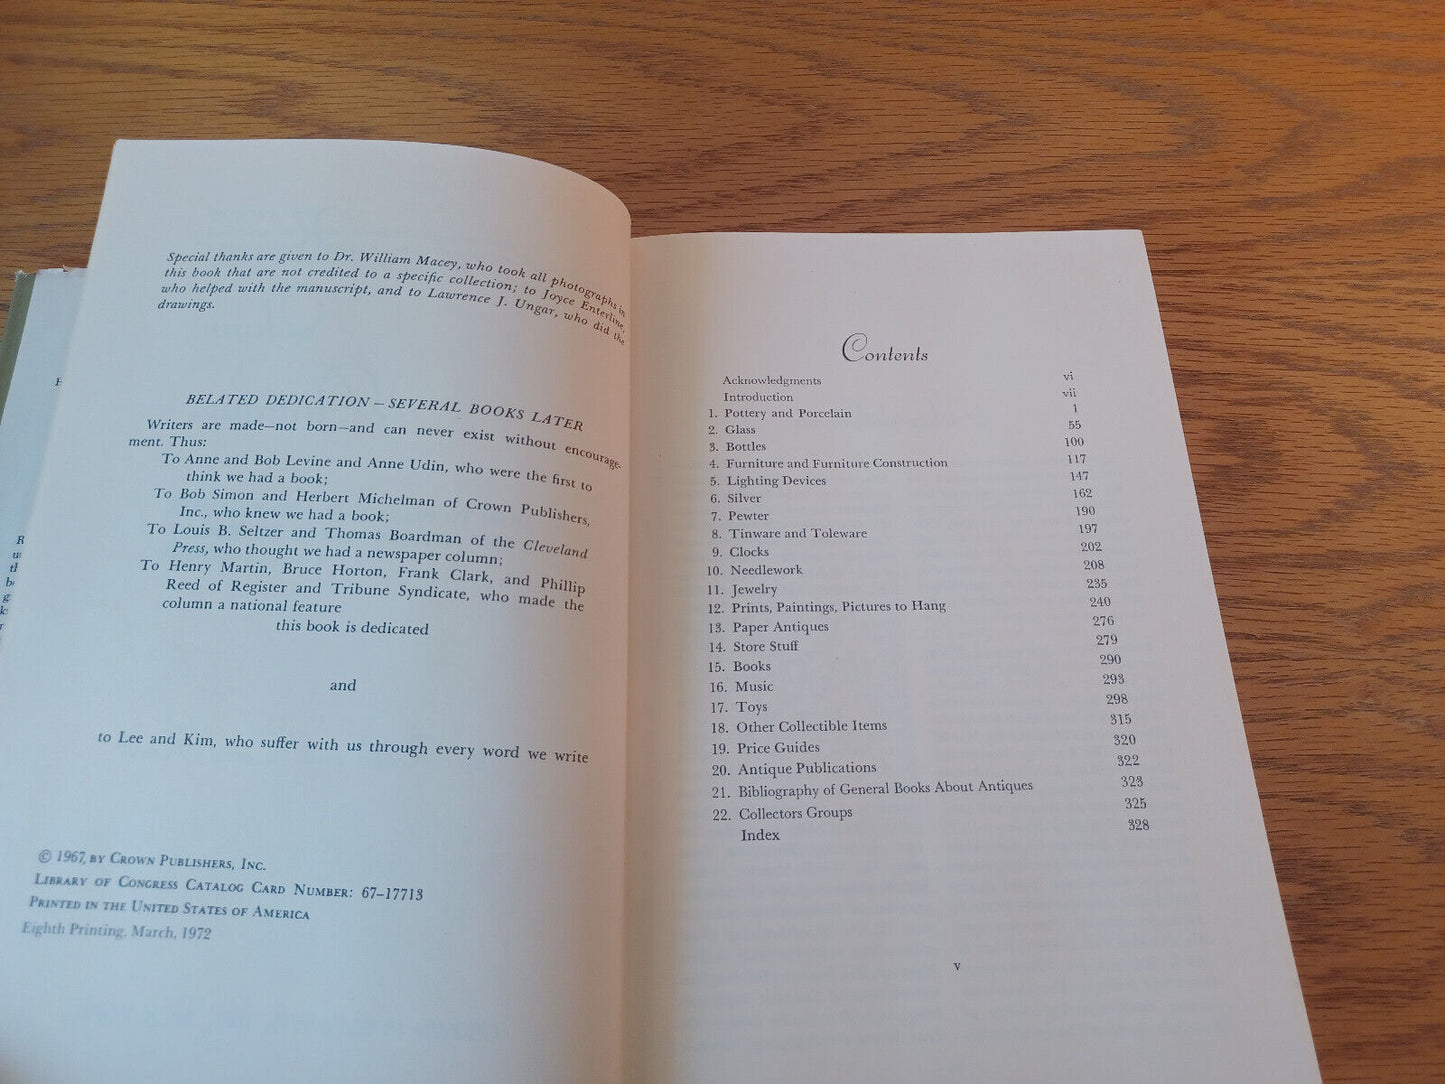 Special thanks are given to Dr. William Macey, who took all photographs in
this book that are not credited to a specific collection; to Joyce Enterline,
who helped with the manuscript, and to Lawrence J. Ungar, who did the
drawings.
BELATED DEDICATION — SEVERAL BOOKS LATER
Writers are made—not born—and can never exist without encourage-
ment. Thus:
To Anne and Bob Levine and Anne Udin, who were the first to
think we had a book;
To Bob Simon and Herbert Michelman of Crown Publishers,
Inc., who knew we had a book;
To Louis B. Seltzer and Thomas Boardman of the Cleveland
Press, who thought we had a newspaper column;
To Henry Martin, Bruce Horton, Frank Clark, and Phillip
Reed of Register and Tribune Syndicate, who made the
column a national feature
this book is dedicated
and
to Lee and Kim, who suffer with us through every word we write
© 1967, BY CROWN PUBLISHERS, INC.
LIBRARY OF CONGRESS CATALOG CARD NUMBER: 67–17713
PRINTED IN THE UNITED STATES OF AMERICA
Eighth Printing, March, 1972
Contents
Acknowledgments vi
Introduction vii
1. Pottery and Porcelain 1
2. Glass 55
3. Bottles 100
4. Furniture and Furniture Construction 117
5. Lighting Devices 147
6. Silver 162
7. Pewter 190
8. Tinware and Toleware 197
9. Clocks 202
10. Needlework 208
11. Jewelry 235
12. Prints, Paintings, Pictures to Hang 240
13. Paper Antiques 276
14. Store Stuff 279
15. Books 290
16. Music 293
17. Toys 298
18. Other Collectible Items 315
19. Price Guides 320
20. Antique Publications 322
21. Bibliography of General Books About Antiques 323
22. Collectors Groups 325
Index 328
v